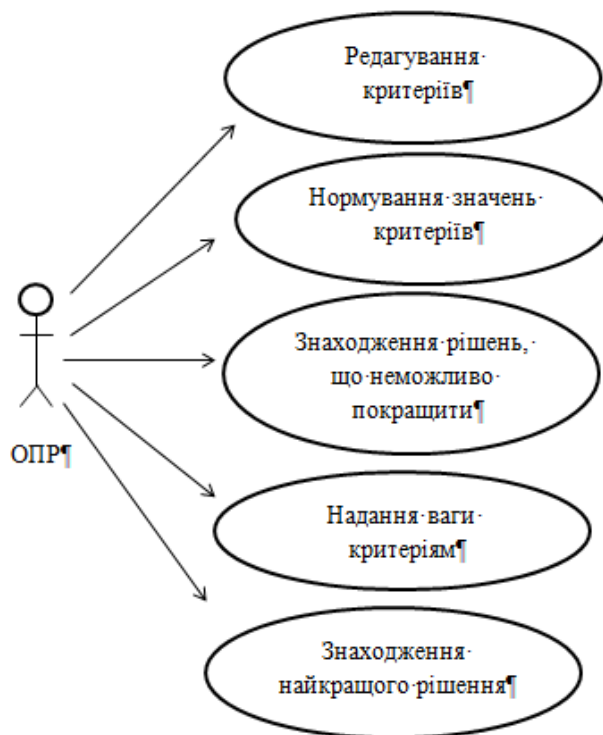 Редагування·
критеріїв¶
Нормування·значень·
критеріїв¶
Знаходження·рішень,·
що·неможливо·
покращити¶
ОПР¶
Надання·ваги·
критеріям¶
Знаходження·
найкращого·рішення¶